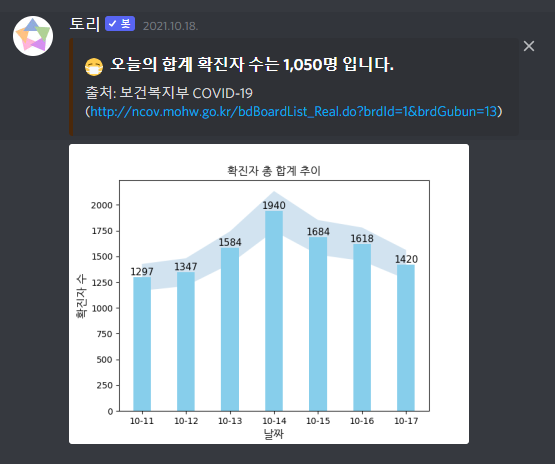 토리 ✓ 봇 2021.10.18.
😷 오늘의 합계 확진자 수는 1,050명 입니다.
출처: 보건복지부 COVID-19
(http://ncov.mohw.go.kr/bdBoardList_Real.do?brdId=1&brdGubun=13)
확진자 총 합계 추이
확진자 수
2000
1750
1500
1250
1000
750
500
250
0
1297
1347
1584
1940
1684
1618
1420
10-11 10-12 10-13 10-14 10-15 10-16 10-17
날짜